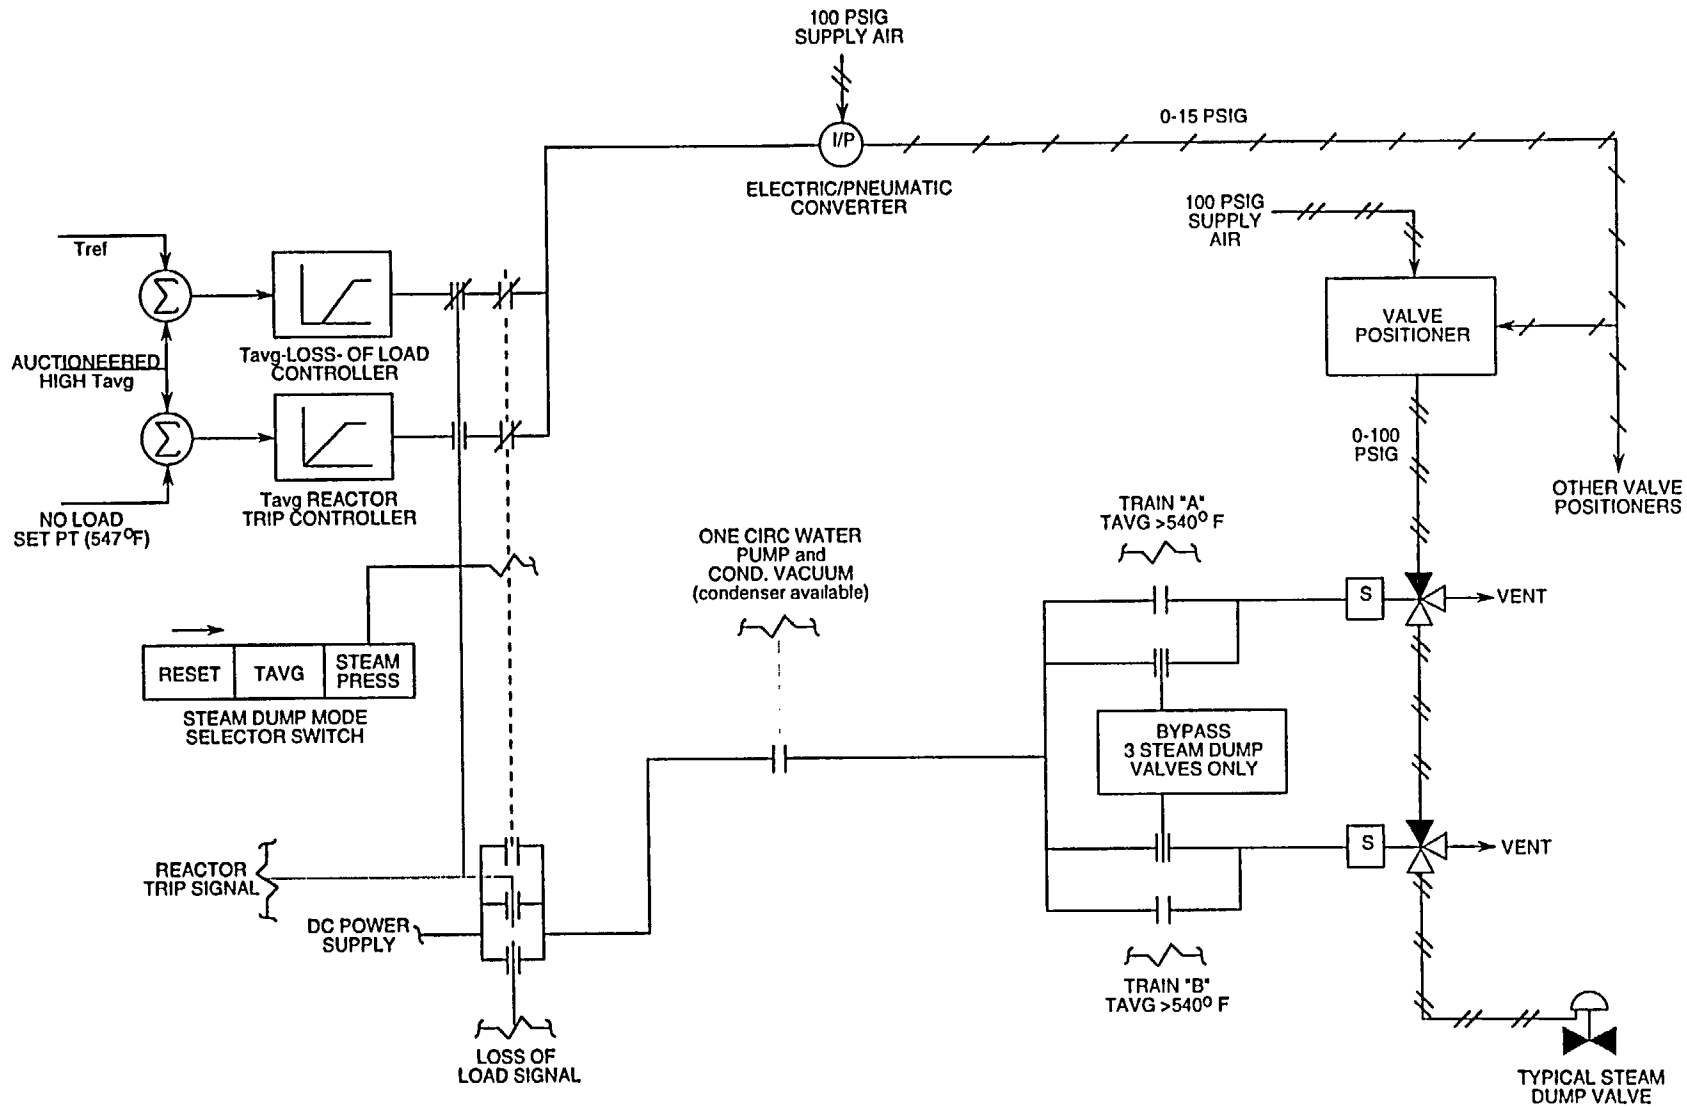 100 PSIG
SUPPLY AIR
I/P
0-15 PSIG
ELECTRIC/PNEUMATIC
CONVERTER
100 PSIG
SUPPLY
AIR
Tref
Σ
Tavg-LOSS- OF LOAD
CONTROLLER
AUCTIONEERED
HIGH Tavg
Σ
Tavg REACTOR
TRIP CONTROLLER
NO LOAD
SET PT (547°F)
VALVE
POSITIONER
0-100
PSIG
OTHER VALVE
POSITIONERS
TRAIN "A"
TAVG >540° F
ONE CIRC WATER
PUMP and
COND. VACUUM
(condenser available)
S
VENT
RESET
TAVG
STEAM
PRESS
STEAM DUMP MODE
SELECTOR SWITCH
BYPASS
3 STEAM DUMP
VALVES ONLY
S
VENT
REACTOR
TRIP SIGNAL
DC POWER
SUPPLY
TRAIN "B"
TAVG >540° F
LOSS OF
LOAD SIGNAL
TYPICAL STEAM
DUMP VALVE